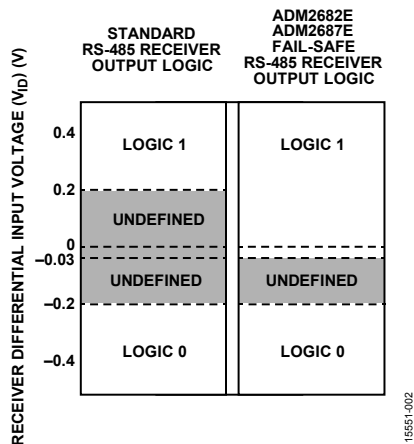 STANDARD
RS-485 RECEIVER
OUTPUT LOGIC
ADM2682E
ADM2687E
FAIL-SAFE
RS-485 RECEIVER
OUTPUT LOGIC
RECEIVER DIFFERENTIAL INPUT VOLTAGE (VID) (V)
0.4
0.2
0
–0.03
–0.2
–0.4
LOGIC 1
UNDEFINED
UNDEFINED
LOGIC 0
LOGIC 1
UNDEFINED
LOGIC 0
15551-002